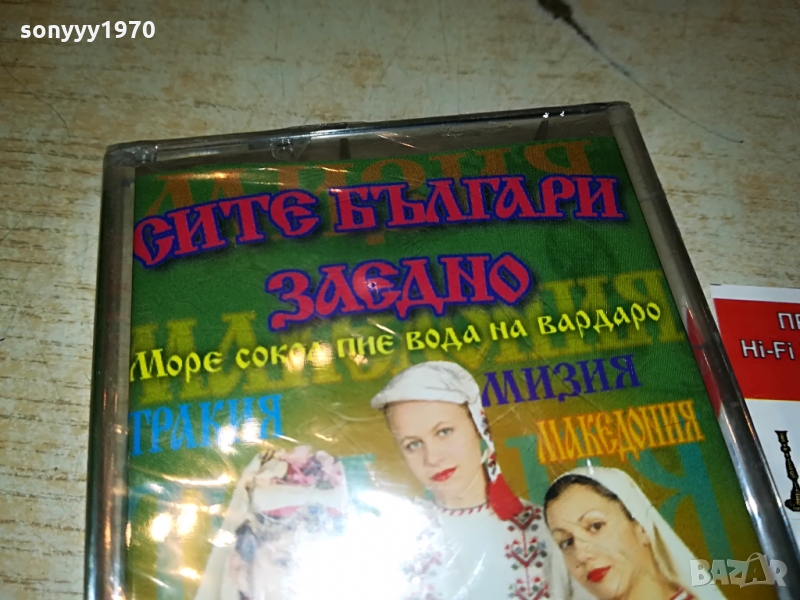 sonyyy1970
СИТЕ БЪЛГАРИ
ЗАЕДНО
МОРЕ СОКОЛ ПИЕ ВОДА НА ВАРДАРО
ТРАКИЯ
МИЗИЯ
МАКЕДОНИЯ
Hi-Fi
BAZAR